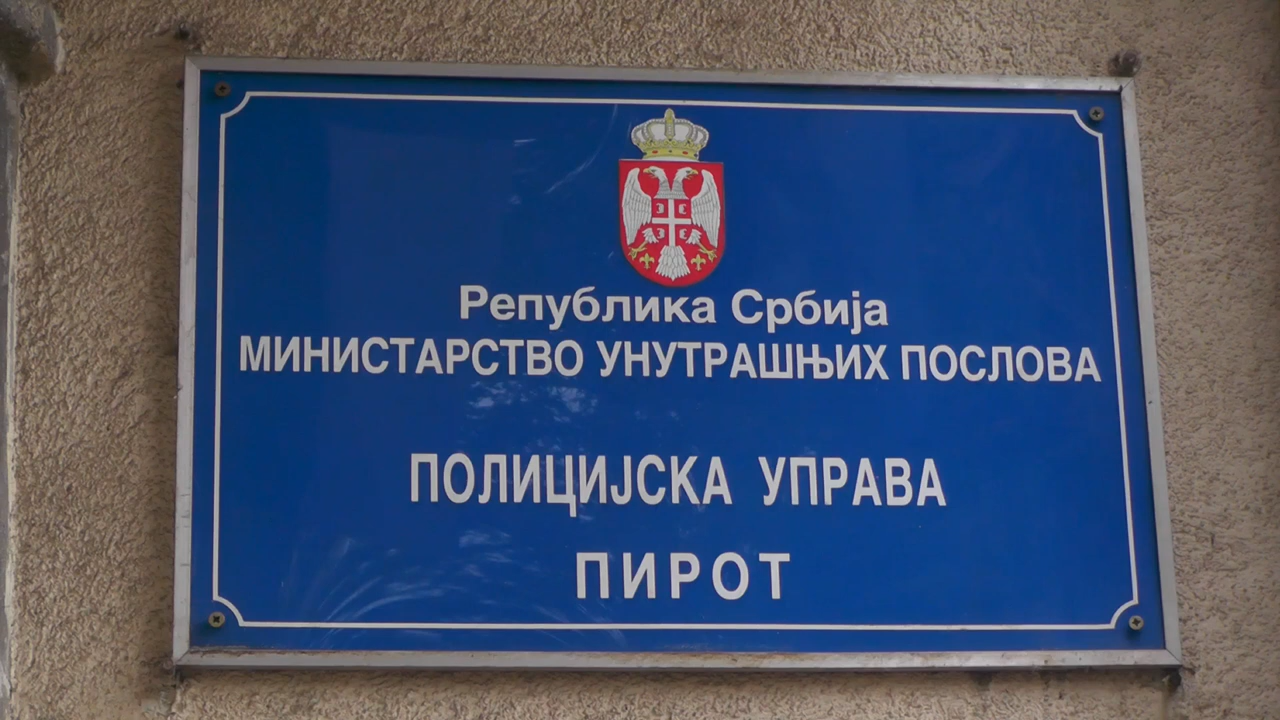 Република Србија
МИНИСТАРСТВО УНУТРАШЊИХ ПОСЛОВА
ПОЛИЦИЈСКА УПРАВА
ПИРОТ